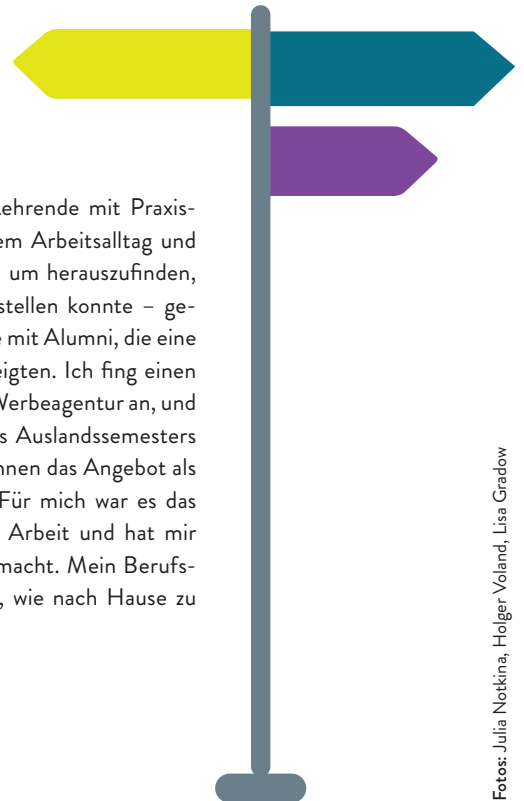 ehrende mit Praxis-
em Arbeitsalltag und
um herauszufinden,
stellen konnte – ge-
mit Alumni, die eine
eigten. Ich fing einen
Werbeagentur an, und
s Auslandssemesters
nnen das Angebot als
Für mich war es das
Arbeit und hat mir
macht. Mein Berufs-
, wie nach Hause zu
Fotos: Julia Notkina, Holger Voland, Lisa Gradow